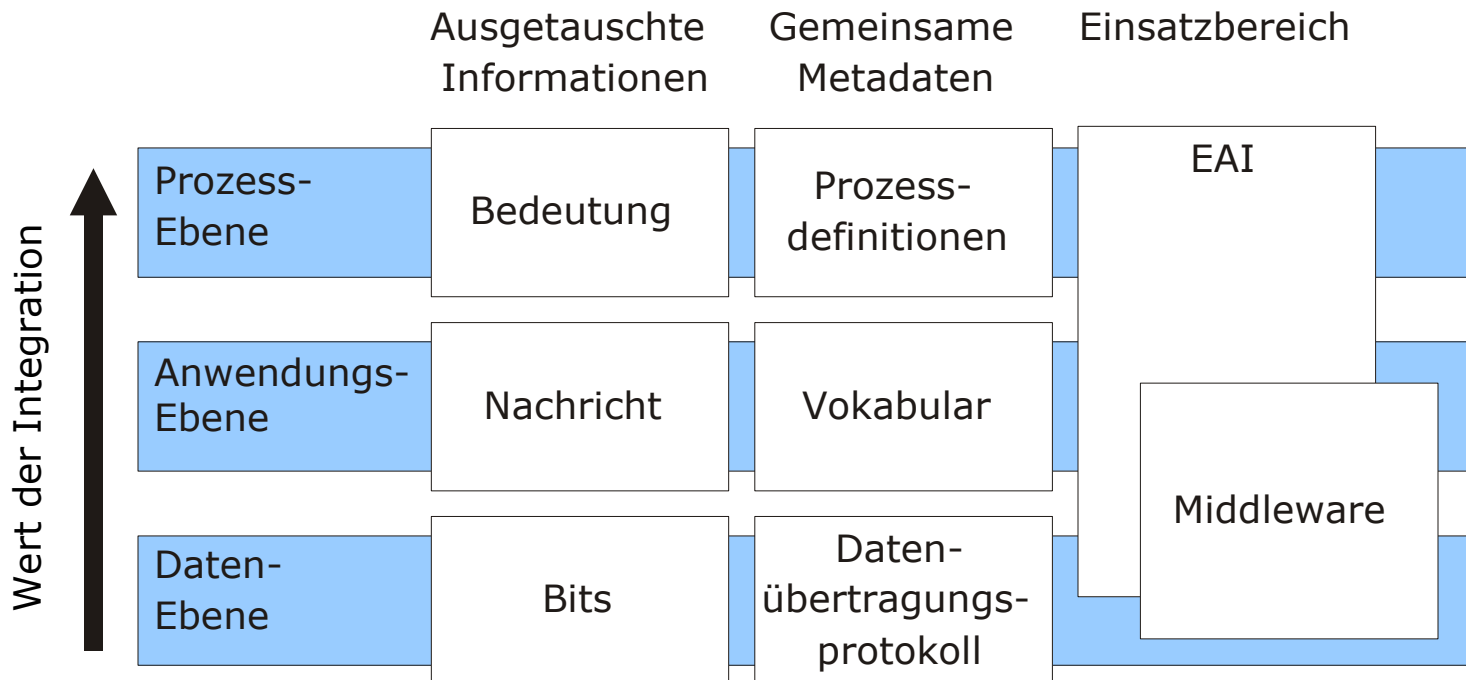 Ausgetauschte
Informationen
Gemeinsame
Metadaten
Einsatzbereich
Wert der Integration
Prozess-
Ebene
Bedeutung
Prozess-
definitionen
EAI
Anwendungs-
Ebene
Nachricht
Vokabular
Middleware
Daten-
Ebene
Bits
Daten-
übertragungs-
protokoll